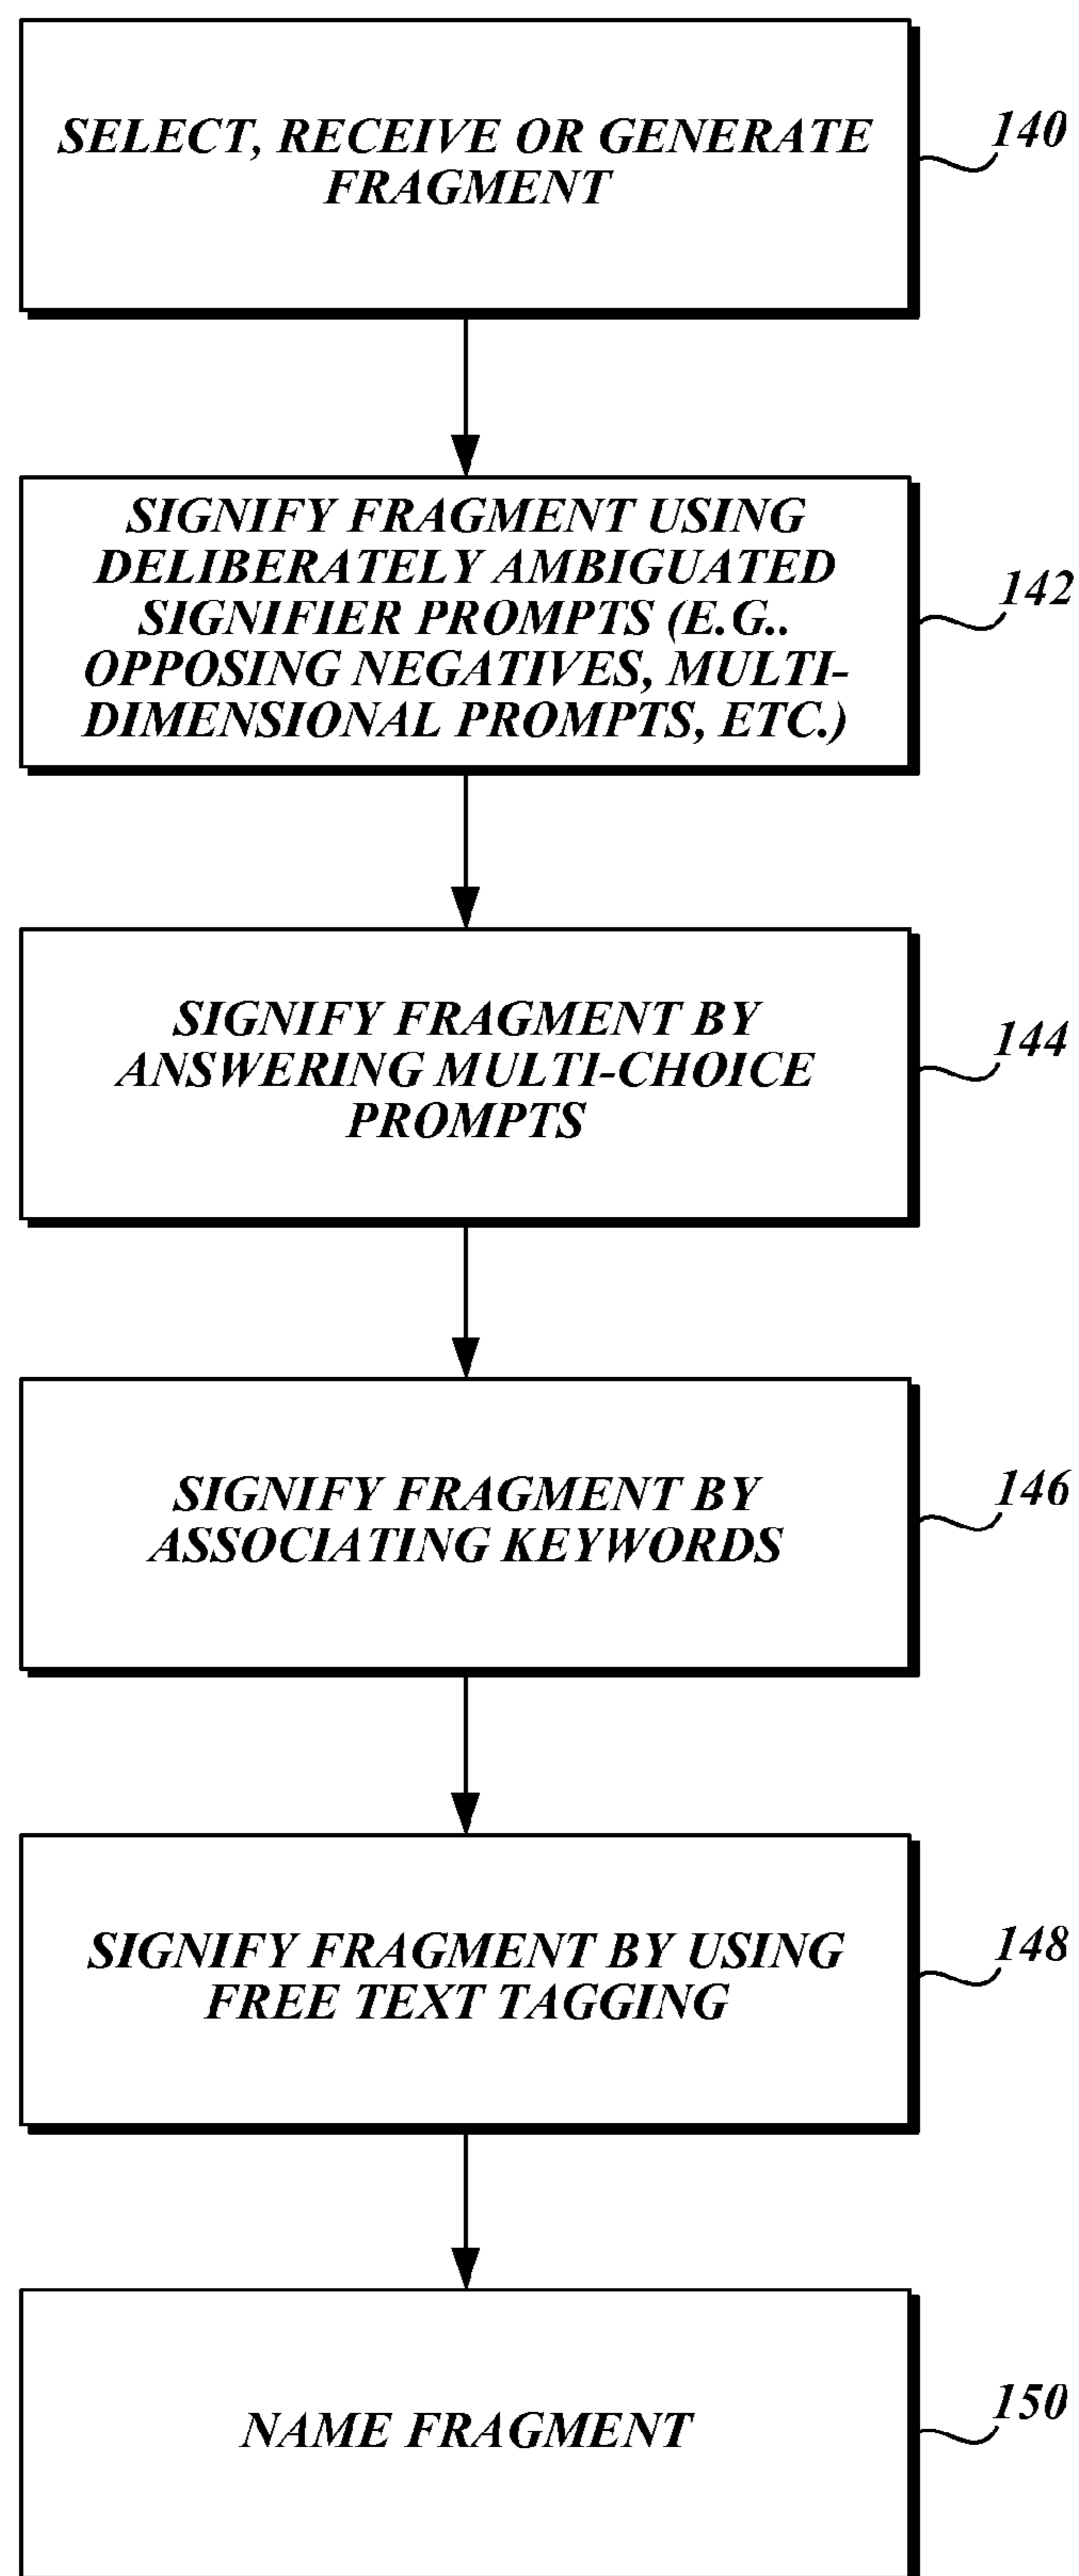 SELECT, RECEIVE OR GENERATE
FRAGMENT
140
SIGNIFY FRAGMENT USING
DELIBERATELY AMBIGUATED
SIGNIFIER PROMPTS (E.G..
OPPOSING NEGATIVES, MULTI-
DIMENSIONAL PROMPTS, ETC.)
142
SIGNIFY FRAGMENT BY
ANSWERING MULTI-CHOICE
PROMPTS
144
SIGNIFY FRAGMENT BY
ASSOCIATING KEYWORDS
146
SIGNIFY FRAGMENT BY USING
FREE TEXT TAGGING
148
NAME FRAGMENT
150